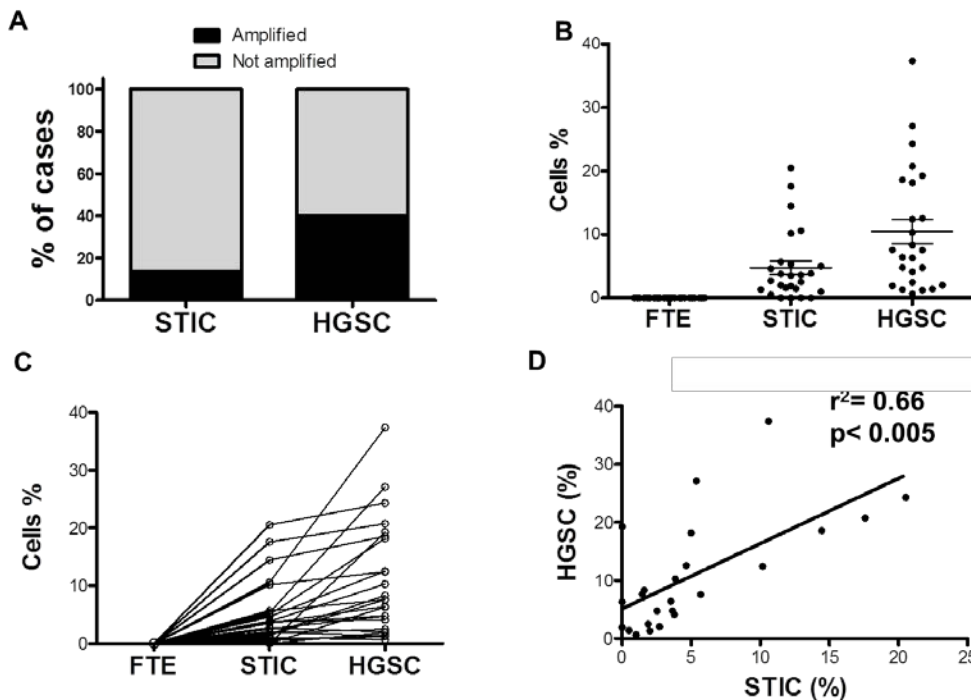 A
Amplified
Not amplified
100
80
60
40
20
0
% of cases
STIC HGSC
B
40
30
20
10
0
Cells %
FTE STIC HGSC
C
40
30
20
10
0
Cells %
FTE STIC HGSC
D
r²= 0.66
p< 0.005
40
30
20
10
0
HGSC (%)
0 5 10 15 20 25
STIC (%)